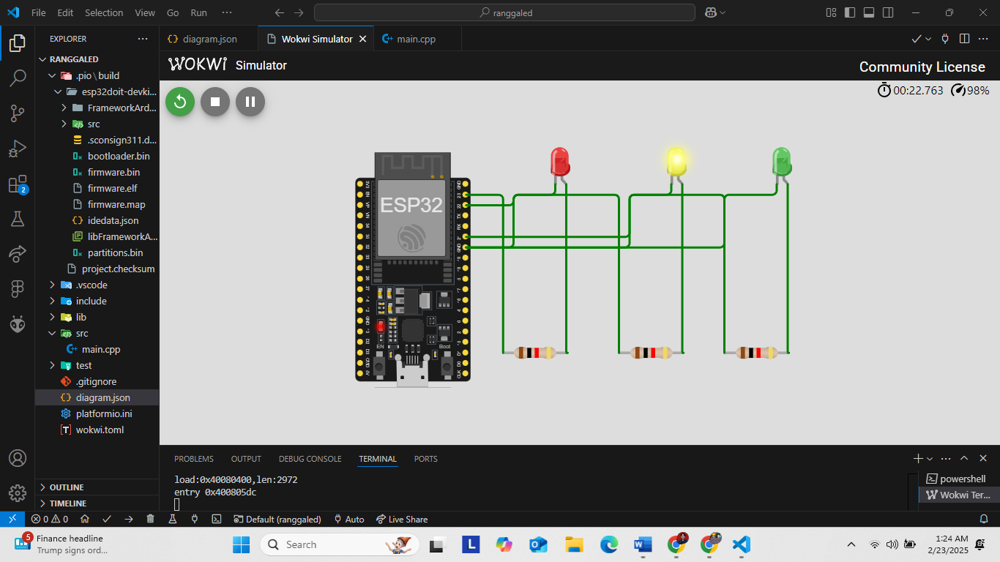 File Edit Selection View Go Run ··· ranggaled
EXPLORER ···
RANGGALED
.pio \ build
esp32doit-devki...
FrameworkArd...
src
.sconsign311.d...
bootloader.bin
firmware.bin
firmware.elf
firmware.map
idedata.json
libFrameworkA...
partitions.bin
project.checksum
.vscode
include
lib
src
main.cpp
test
.gitignore
diagram.json
platformio.ini
wokwi.toml
OUTLINE
TIMELINE
2
diagram.json Wokwi Simulator main.cpp
WOKWI Simulator Community License
00:22.763 98%
ESP32
EN Boot
PROBLEMS OUTPUT DEBUG CONSOLE TERMINAL PORTS
load:0x40080400,len:2972
entry 0x400805dc
powershell
Wokwi Ter...
0 0 Default (ranggaled) Auto Live Share
5
Finance headline
Trump signs ord...
Search
1:24 AM
2/23/2025